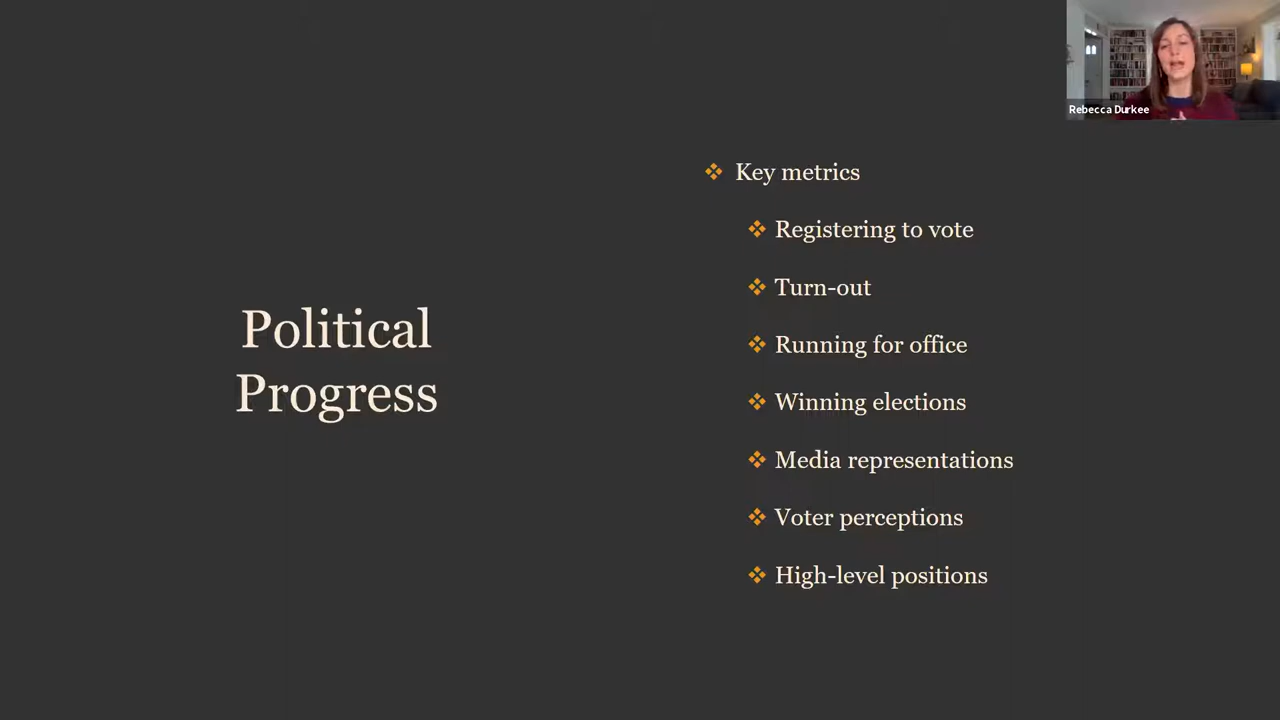 Rebecca Durkee
Political
Progress
Key metrics
Registering to vote
Turn-out
Running for office
Winning elections
Media representations
Voter perceptions
High-level positions